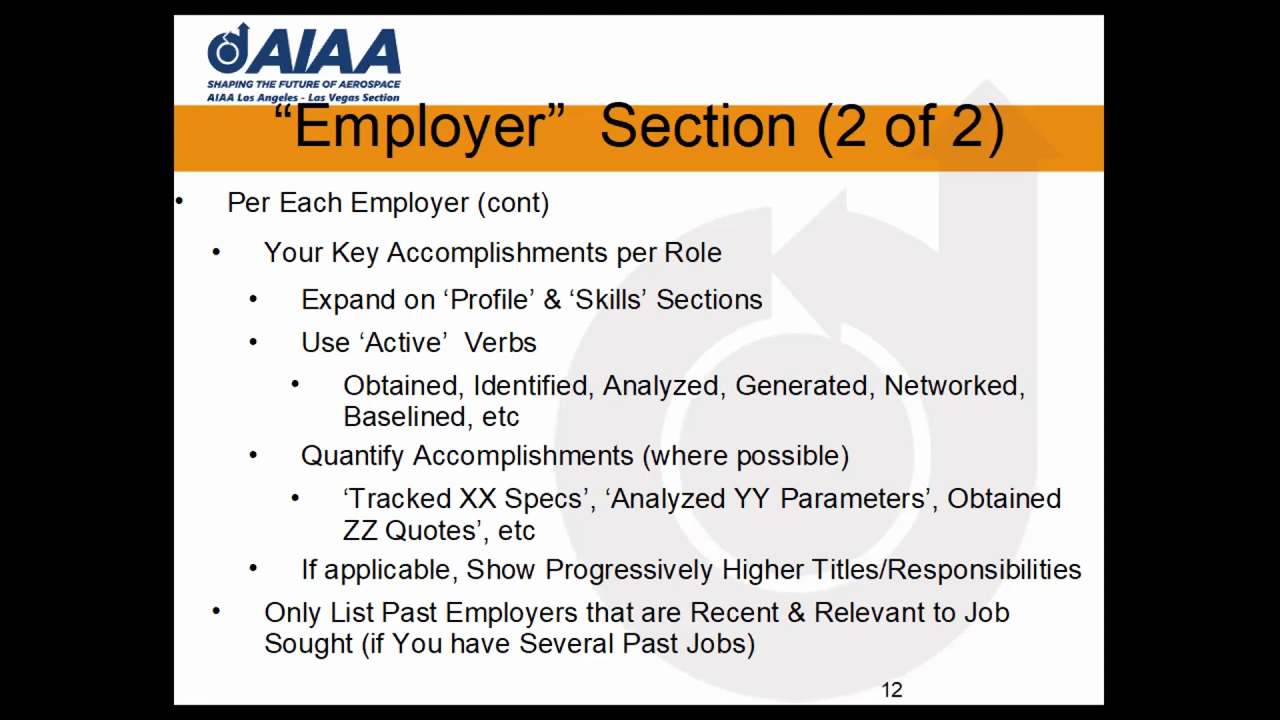 AIAA
SHAPING THE FUTURE OF AEROSPACE
AIAA Los Angeles - Las Vegas Section
“Employer”  Section (2 of 2)
• Per Each Employer (cont)
• Your Key Accomplishments per Role
• Expand on ‘Profile’ & ‘Skills’ Sections
• Use ‘Active’  Verbs
• Obtained, Identified, Analyzed, Generated, Networked,
Baselined, etc
• Quantify Accomplishments (where possible)
• ‘Tracked XX Specs’, ‘Analyzed YY Parameters’, Obtained
ZZ Quotes’, etc
• If applicable, Show Progressively Higher Titles/Responsibilities
• Only List Past Employers that are Recent & Relevant to Job
Sought (if You have Several Past Jobs)
12